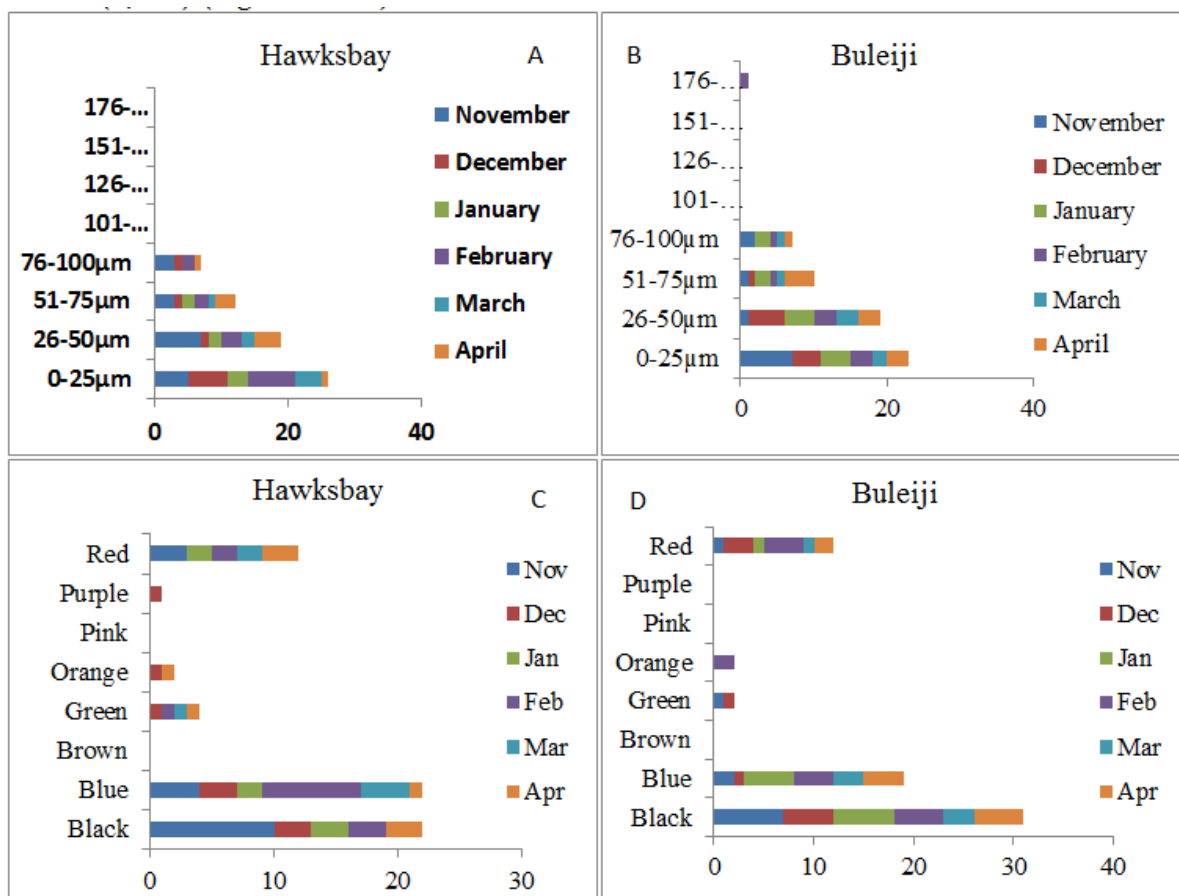 Hawksbay A
176-...
151-...
126-...
101-...
76-100µm
51-75µm
26-50µm
0-25µm
0 20 40
November
December
January
February
March
April
B Buleiji
176-...
151-...
126-...
101-...
76-100µm
51-75µm
26-50µm
0-25µm
0 20 40
November
December
January
February
March
April
Hawksbay C
Red
Purple
Pink
Orange
Green
Brown
Blue
Black
0 10 20 30
Nov
Dec
Jan
Feb
Mar
Apr
D Buleiji
Red
Purple
Pink
Orange
Green
Brown
Blue
Black
0 10 20 30 40
Nov
Dec
Jan
Feb
Mar
Apr